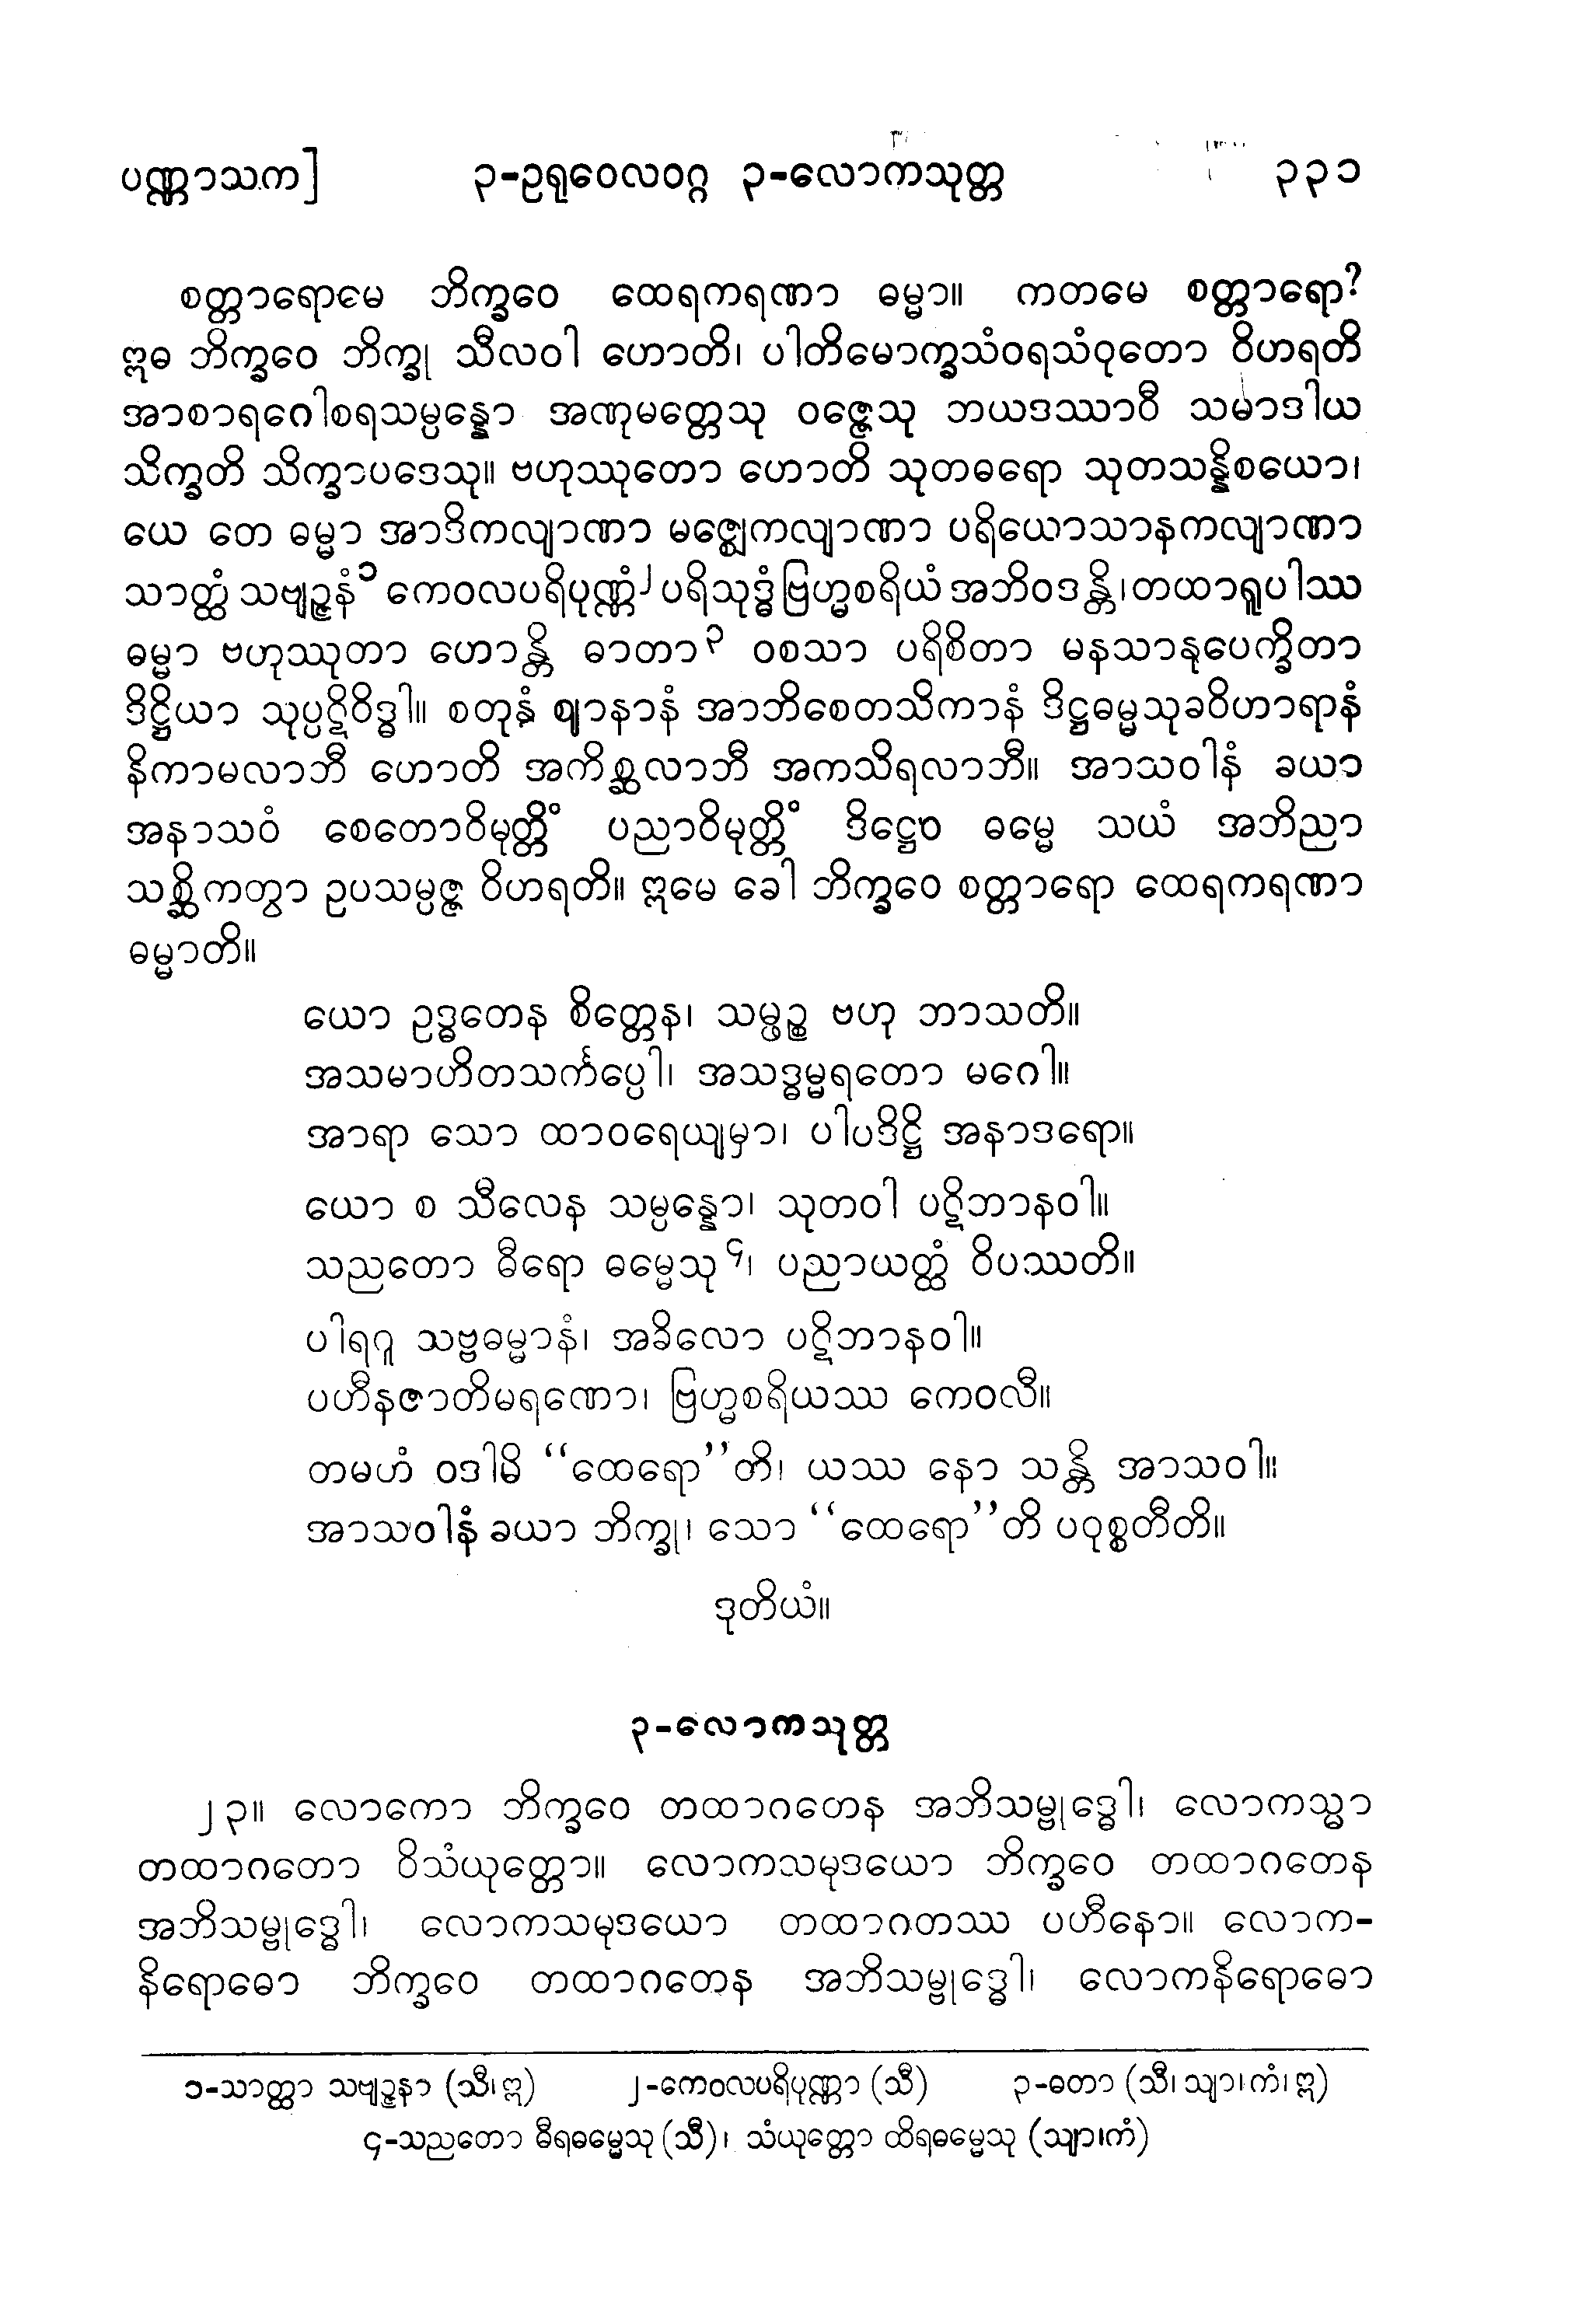 ပဏ္ဏာသက]	၃-ဥရုဝေလဝဂ္ဂ ၃-လောကသုတ္တ	၃၃၁
စတ္တာရောမေ ဘိက္ခဝေ ထေရကရဏာ ဓမ္မာ။ ကတမေ စတ္တာရော?
ဣဓ ဘိက္ခဝေ ဘိက္ခု သီလဝါ ဟောတိ၊ ပါတိမောက္ခသံဝရသံဝုတော ဝိဟရတိ
အာစာရဂေါစရသမ္ပန္နော အဏုမတ္တေသု ဝဇ္ဇေသု ဘယဒဿာဝီ သမာဒါယ
သိက္ခတိ သိက္ခာပဒေသု။ ဗဟုဿုတော ဟောတိ သုတဓရော သုတသန္နိစယော၊
ယေ တေ ဓမ္မာ အာဒိကလျာဏာ မဇ္ဈေကလျာဏာ ပရိယောသာနကလျာဏာ
သာတ္ထံ သဗျဉ္ဇနံ၁ ကေဝလပရိပုဏ္ဏံ၂ ပရိသုဒ္ဓံ ဗြဟ္မစရိယံ အဘိဝဒန္တိ၊ တထာရူပါဿ
ဓမ္မာ ဗဟုဿုတာ ဟောန္တိ ဓာတာ၃ ဝစသာ ပရိစိတာ မနသာနုပေက္ခိတာ
ဒိဋ္ဌိယာ သုပ္ပဋိဝိဒ္ဓါ။ စတုန္နံ ဈာနာနံ အာဘိစေတသိကာနံ ဒိဋ္ဌဓမ္မသုခဝိဟာရာနံ
နိကာမလာဘီ ဟောတိ အကိစ္ဆလာဘီ အကသိရလာဘီ။ အာသဝါနံ ခယာ
အနာသဝံ စေတောဝိမုတ္တိံ ပညာဝိမုတ္တိံ ဒိဋ္ဌေဝ ဓမ္မေ သယံ အဘိညာ
သစ္ဆိကတွာ ဥပသမ္ပဇ္ဇ ဝိဟရတိ။ ဣမေ ခေါ ဘိက္ခဝေ စတ္တာရော ထေရကရဏာ
ဓမ္မာတိ။
ယော ဥဒ္ဓတေန စိတ္တေန၊ သမ္ဖဉ္စ ဗဟု ဘာသတိ။
အသမာဟိတသင်္ကပ္ပေါ၊ အသဒ္ဓမ္မရတော မဂေါ။
အာရာ သော ထာဝရေယျမှာ၊ ပါပဒိဋ္ဌိ အနာဒရော။
ယော စ သီလေန သမ္ပန္နော၊ သုတဝါ ပဋိဘာနဝါ။
သညတော ဓီရော ဓမ္မေသု၄၊ ပညာယတ္ထံ ဝိပဿတိ။
ပါရဂူ သဗ္ဗဓမ္မာနံ၊ အခိလော ပဋိဘာနဝါ။
ပဟီနဇာတိမရဏော၊ ဗြဟ္မစရိယဿ ကေဝလီ။
တမဟံ ဝဒါမိ “ထေရော”တိ၊ ယဿ နော သန္တိ အာသဝါ။
အာသဝါနံ ခယာ ဘိက္ခု၊ သော “ထေရော”တိ ပဝုစ္စတီတိ။
ဒုတိယံ။
၃-လောကသုတ္တ
၂၃။ လောကော ဘိက္ခဝေ တထာဂတေန အဘိသမ္ဗုဒ္ဓေါ၊ လောကသ္မာ
တထာဂတော ဝိသံယုတ္တော။ လောကသမုဒယော ဘိက္ခဝေ တထာဂတေန
အဘိသမ္ဗုဒ္ဓေါ၊ လောကသမုဒယော တထာဂတဿ ပဟီနော။ လောက-
နိရောဓော ဘိက္ခဝေ တထာဂတေန အဘိသမ္ဗုဒ္ဓေါ၊ လောကနိရောဓော
၁-သာတ္ထာ သဗျဉ္ဇနာ (သီ၊ ဣ)	၂-ကေဝလပရိပုဏ္ဏာ (သီ)	၃-ဓတာ (သီ၊ သျာ၊ ကံ၊ ဣ)
၄-သညတော ဓီရဓမ္မေသု (သီ)၊ သံယုတ္တော ထိရဓမ္မေသု (သျာ၊ ကံ)